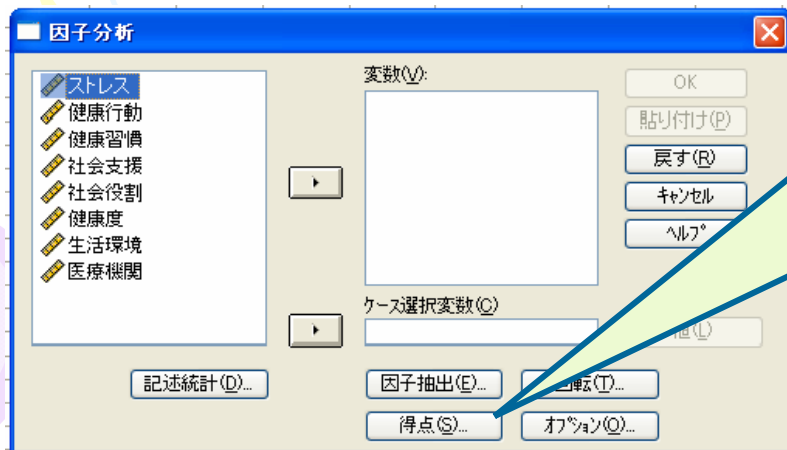 因子分析
ストレス
健康行動
健康習慣
社会支援
社会役割
健康度
生活環境
医療機関
変数(V):
ケース選択変数(C)
OK
貼り付け(P)
戻す(R)
キャンセル
ヘルプ
値(L)
記述統計(D)...
因子抽出(E)...
回転(T)...
得点(S)...
オプション(O)...